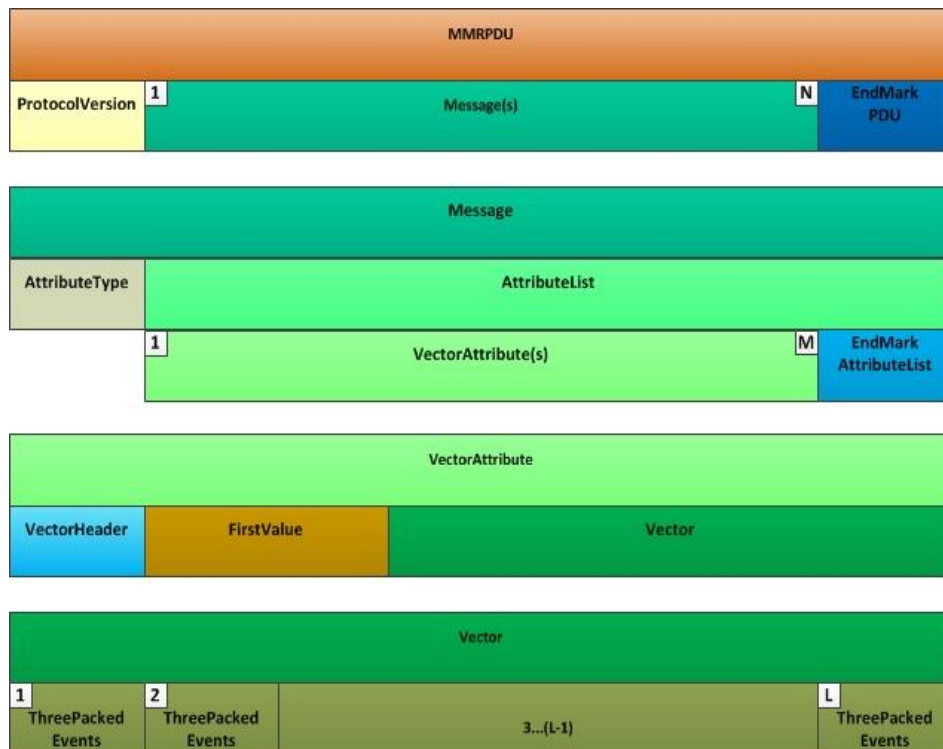 MMRPDU
ProtocolVersion
1
Message(s)
N
EndMark
PDU
Message
AttributeType
AttributeList
1
VectorAttribute(s)
M
EndMark
AttributeList
VectorAttribute
VectorHeader
FirstValue
Vector
Vector
1
ThreePacked
Events
2
ThreePacked
Events
3...(L-1)
L
ThreePacked
Events